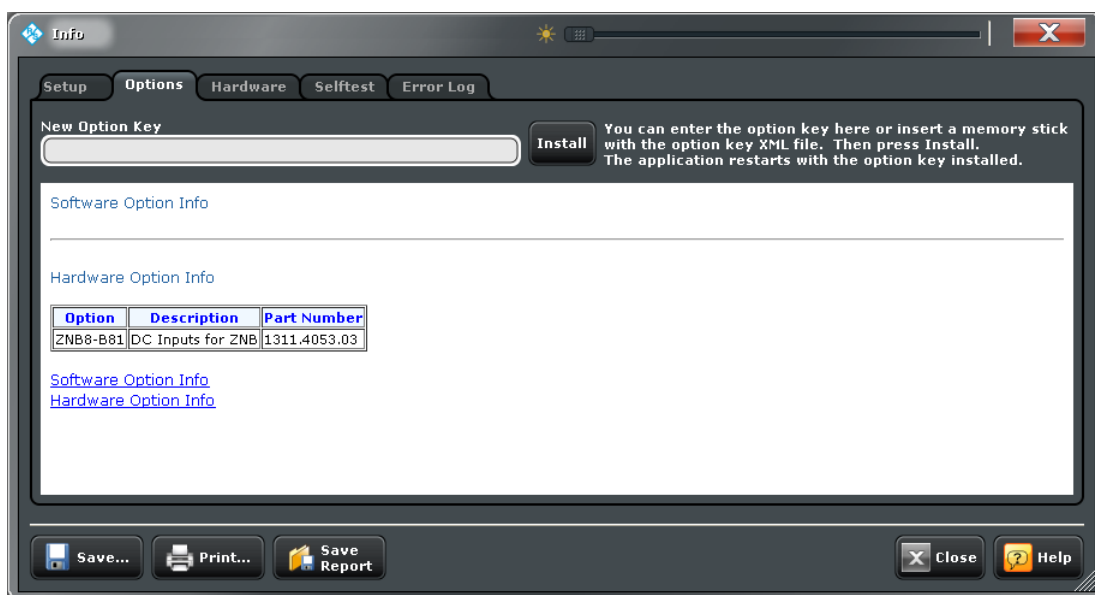 Info
X
Setup Options Hardware Selftest Error Log
New Option Key
Install
You can enter the option key here or insert a memory stick
with the option key XML file. Then press Install.
The application restarts with the option key installed.
Software Option Info
Hardware Option Info
Option Description Part Number
ZNB8-B81 DC Inputs for ZNB 1311.4053.03
Software Option Info
Hardware Option Info
Save... Print... Save
Report
X Close ? Help